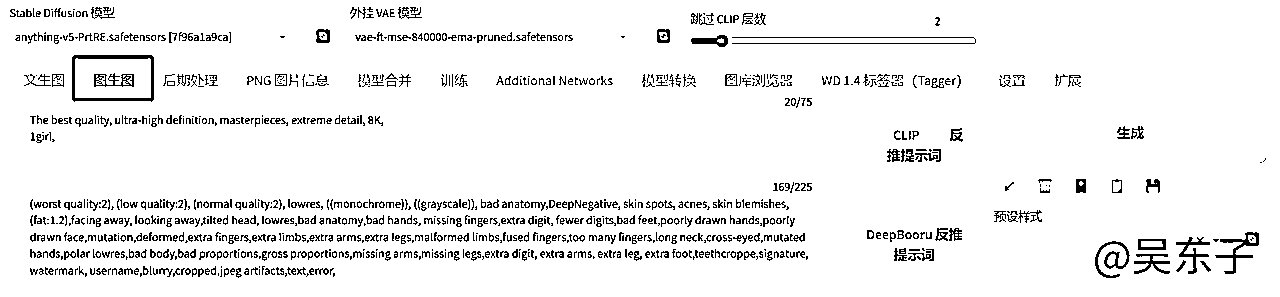 Stable Diffusion 模型
外挂 VAE 模型
跳过 CLIP 层数
2
anything-v5-PrtRE.safetensors [7f96a1a9ca]
vae-ft-mse-840000-ema-pruned.safetensors
文生图 图生图 后期处理 PNG 图片信息 模型合并 训练 Additional Networks 模型转换 图库浏览器 WD 1.4 标签器（Tagger） 设置 扩展
20/75
The best quality, ultra-high definition, masterpieces, extreme detail, 8K,
1girl,
CLIP 反
推提示词
生成
169/225
(worst quality:2), (low quality:2), (normal quality:2), lowres, ((monochrome)), ((grayscale)), bad anatomy,DeepNegative, skin spots, acnes, skin blemishes,
(fat:1.2),facing away, looking away,tilted head, lowres,bad anatomy,bad hands, missing fingers,extra digit, fewer digits,bad feet,poorly drawn hands,poorly
drawn face,mutation,deformed,extra fingers,extra limbs,extra arms,extra legs,malformed limbs,fused fingers,too many fingers,long neck,cross-eyed,mutated
hands,polar lowres,bad body,bad proportions,gross proportions,missing arms,missing legs,extra digit, extra arms, extra leg, extra foot,teethcroppe,signature,
watermark, username,blurry,cropped,jpeg artifacts,text,error,
DeepBooru 反推
提示词
预设样式
@吴东子